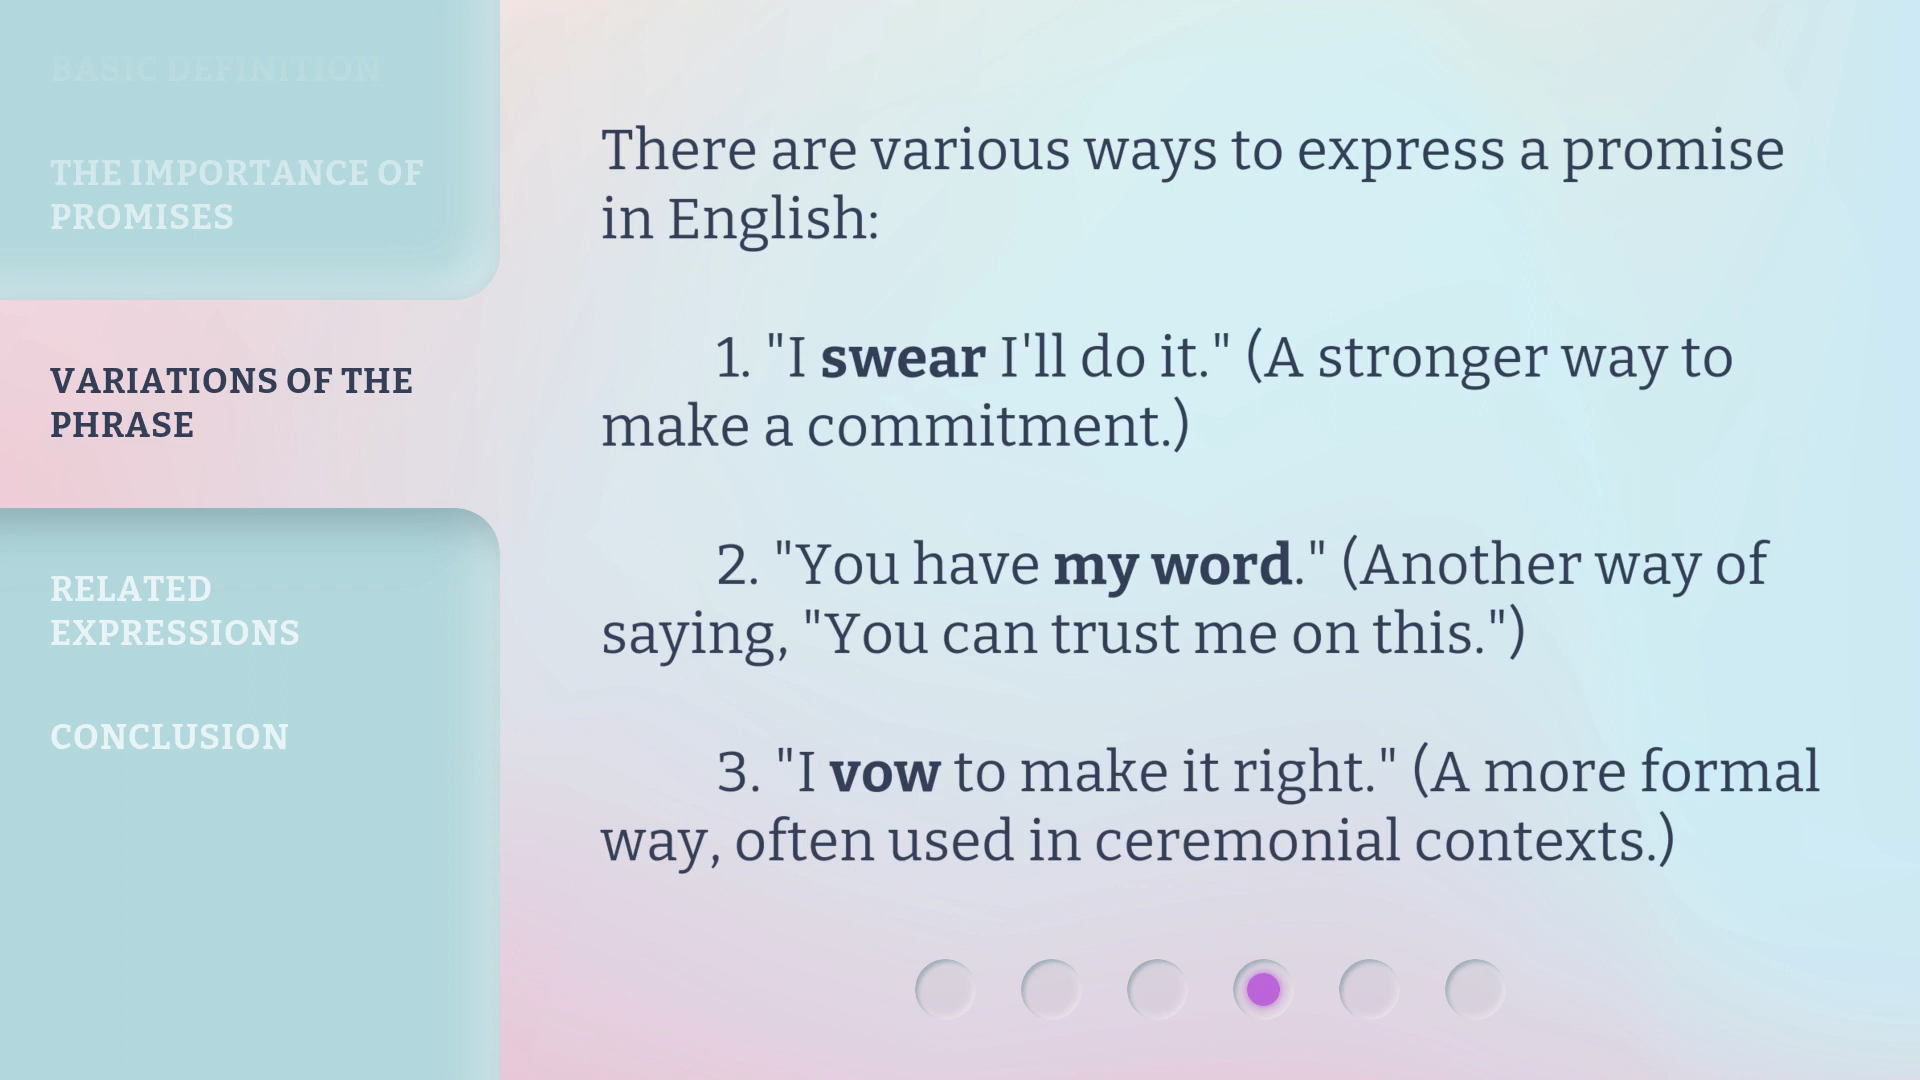 BASIC DEFINITION
THE IMPORTANCE OF
PROMISES
VARIATIONS OF THE
PHRASE
RELATED
EXPRESSIONS
CONCLUSION
There are various ways to express a promise
in English:
1. "I swear I'll do it." (A stronger way to
make a commitment.)
2. "You have my word." (Another way of
saying, "You can trust me on this.")
3. "I vow to make it right." (A more formal
way, often used in ceremonial contexts.)